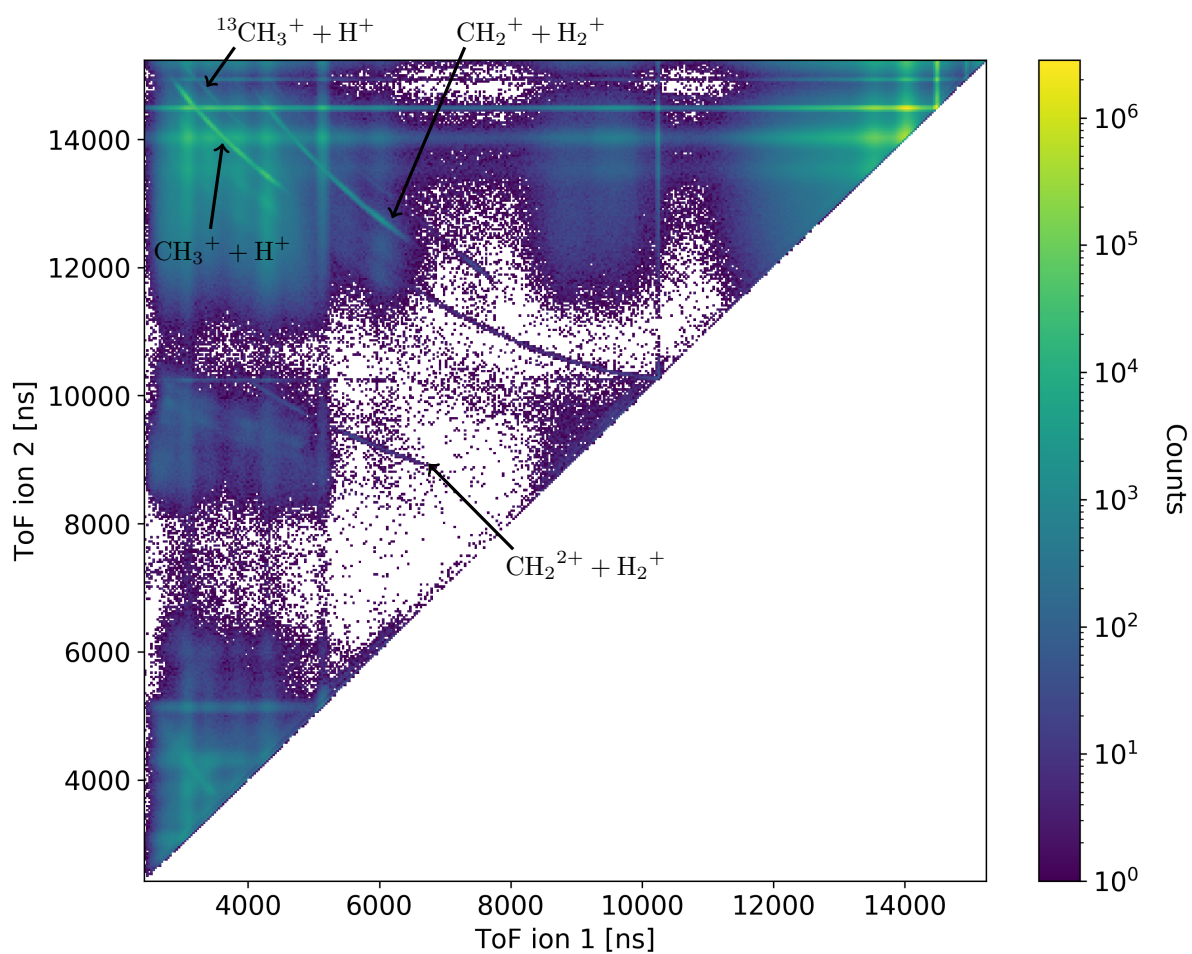 ¹³CH₃⁺ + H⁺
CH₂⁺ + H₂⁺
CH₃⁺ + H⁺
CH₂²⁺ + H₂⁺
14000
12000
10000
8000
6000
4000
ToF ion 2 [ns]
4000 6000 8000 10000 12000 14000
ToF ion 1 [ns]
10⁶
10⁵
10⁴
10³
10²
10¹
10⁰
Counts